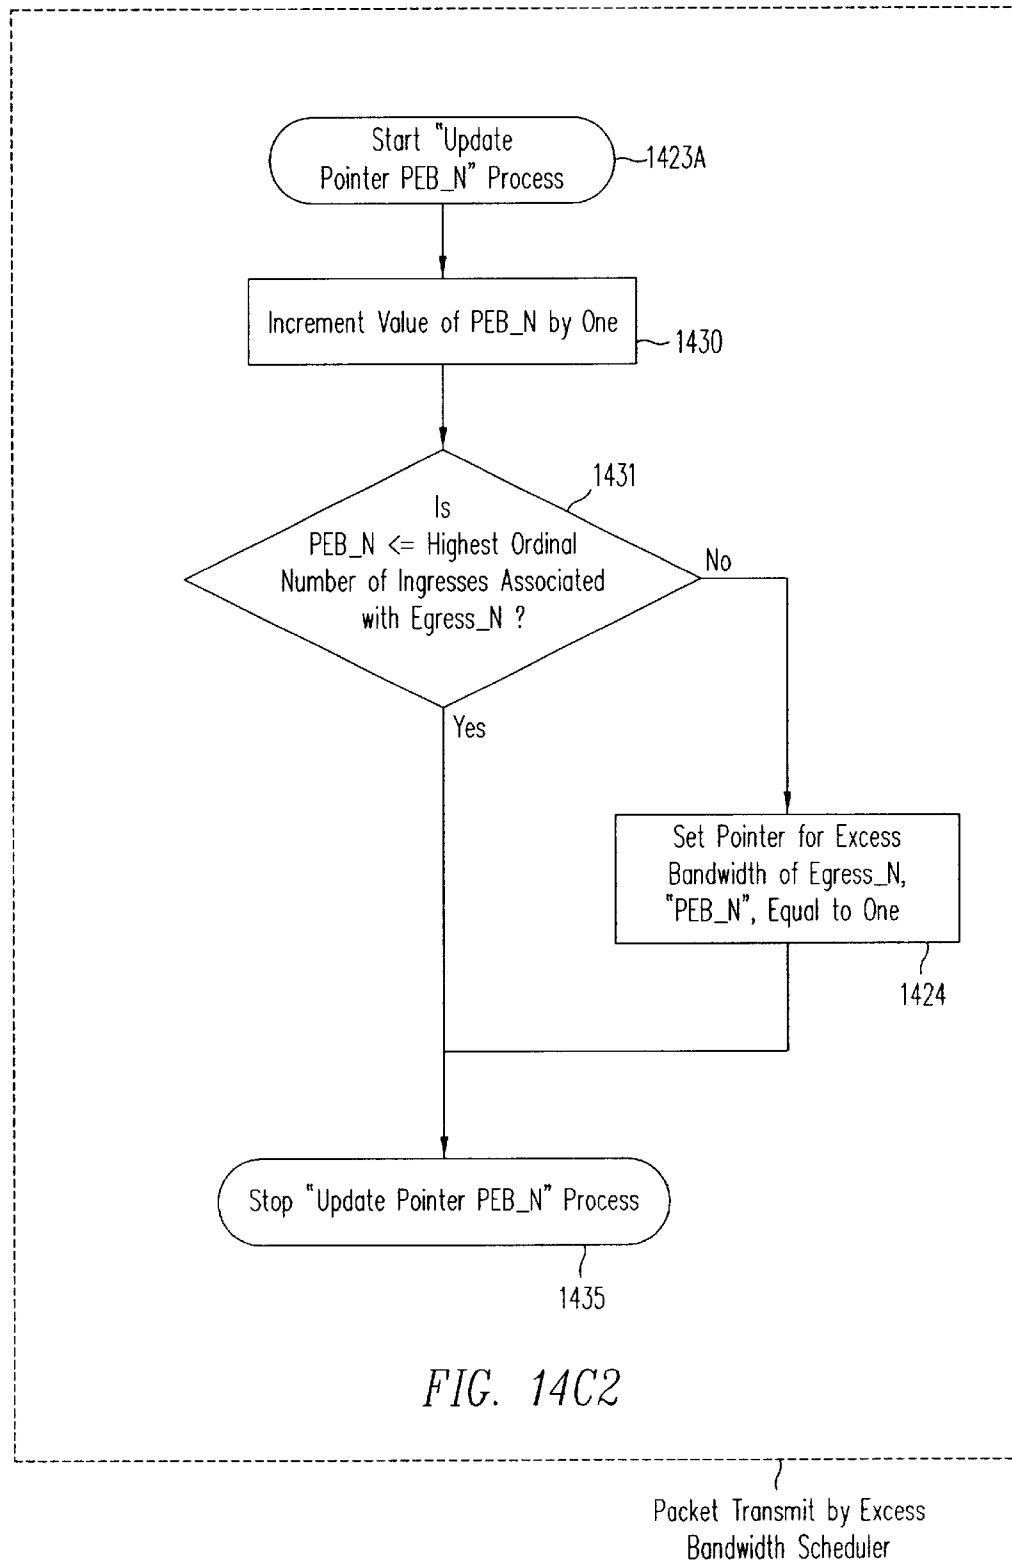 Start "Update
Pointer PEB_N" Process
1423A
Increment Value of PEB_N by One
1430
1431
Is
PEB_N <= Highest Ordinal
Number of Ingresses Associated
with Egress_N ?
No
Yes
Set Pointer for Excess
Bandwidth of Egress_N,
"PEB_N", Equal to One
1424
Stop "Update Pointer PEB_N" Process
1435
FIG. 14C2
Packet Transmit by Excess
Bandwidth Scheduler